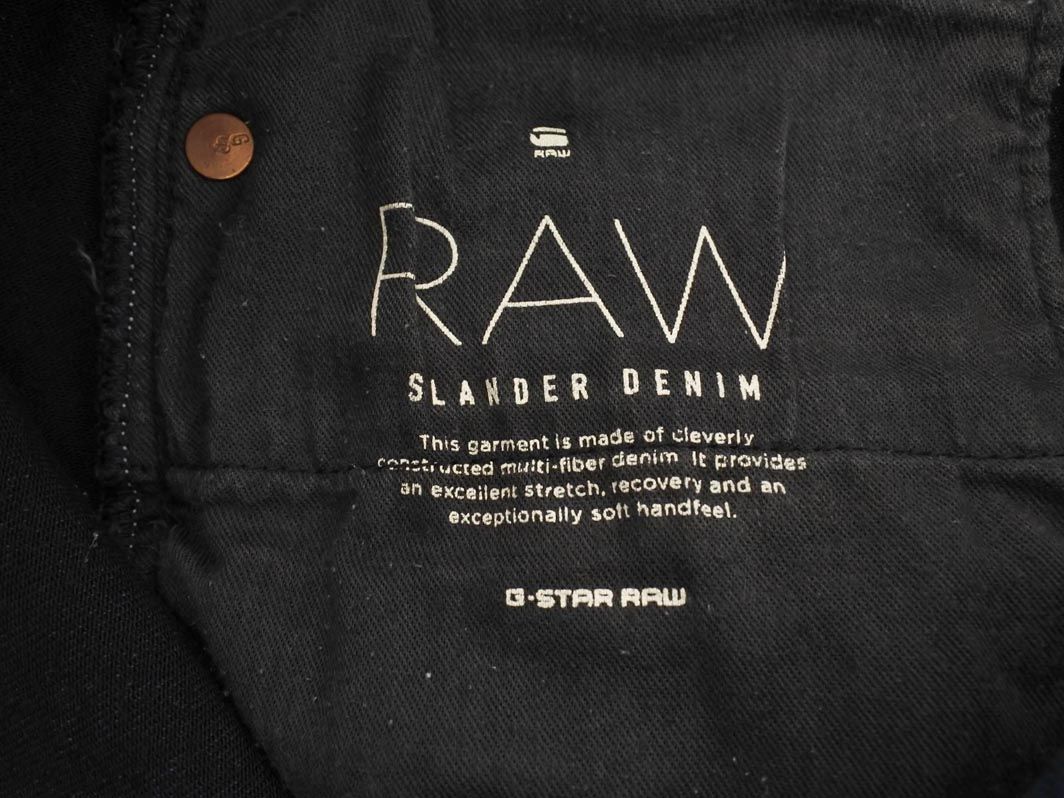 RAW
RAW
SLANDER DENIM
This garment is made of cleverly
constructed multi-fiber denim. It provides
an excellent stretch, recovery and an
exceptionally soft handfeel.
G-STAR RAW